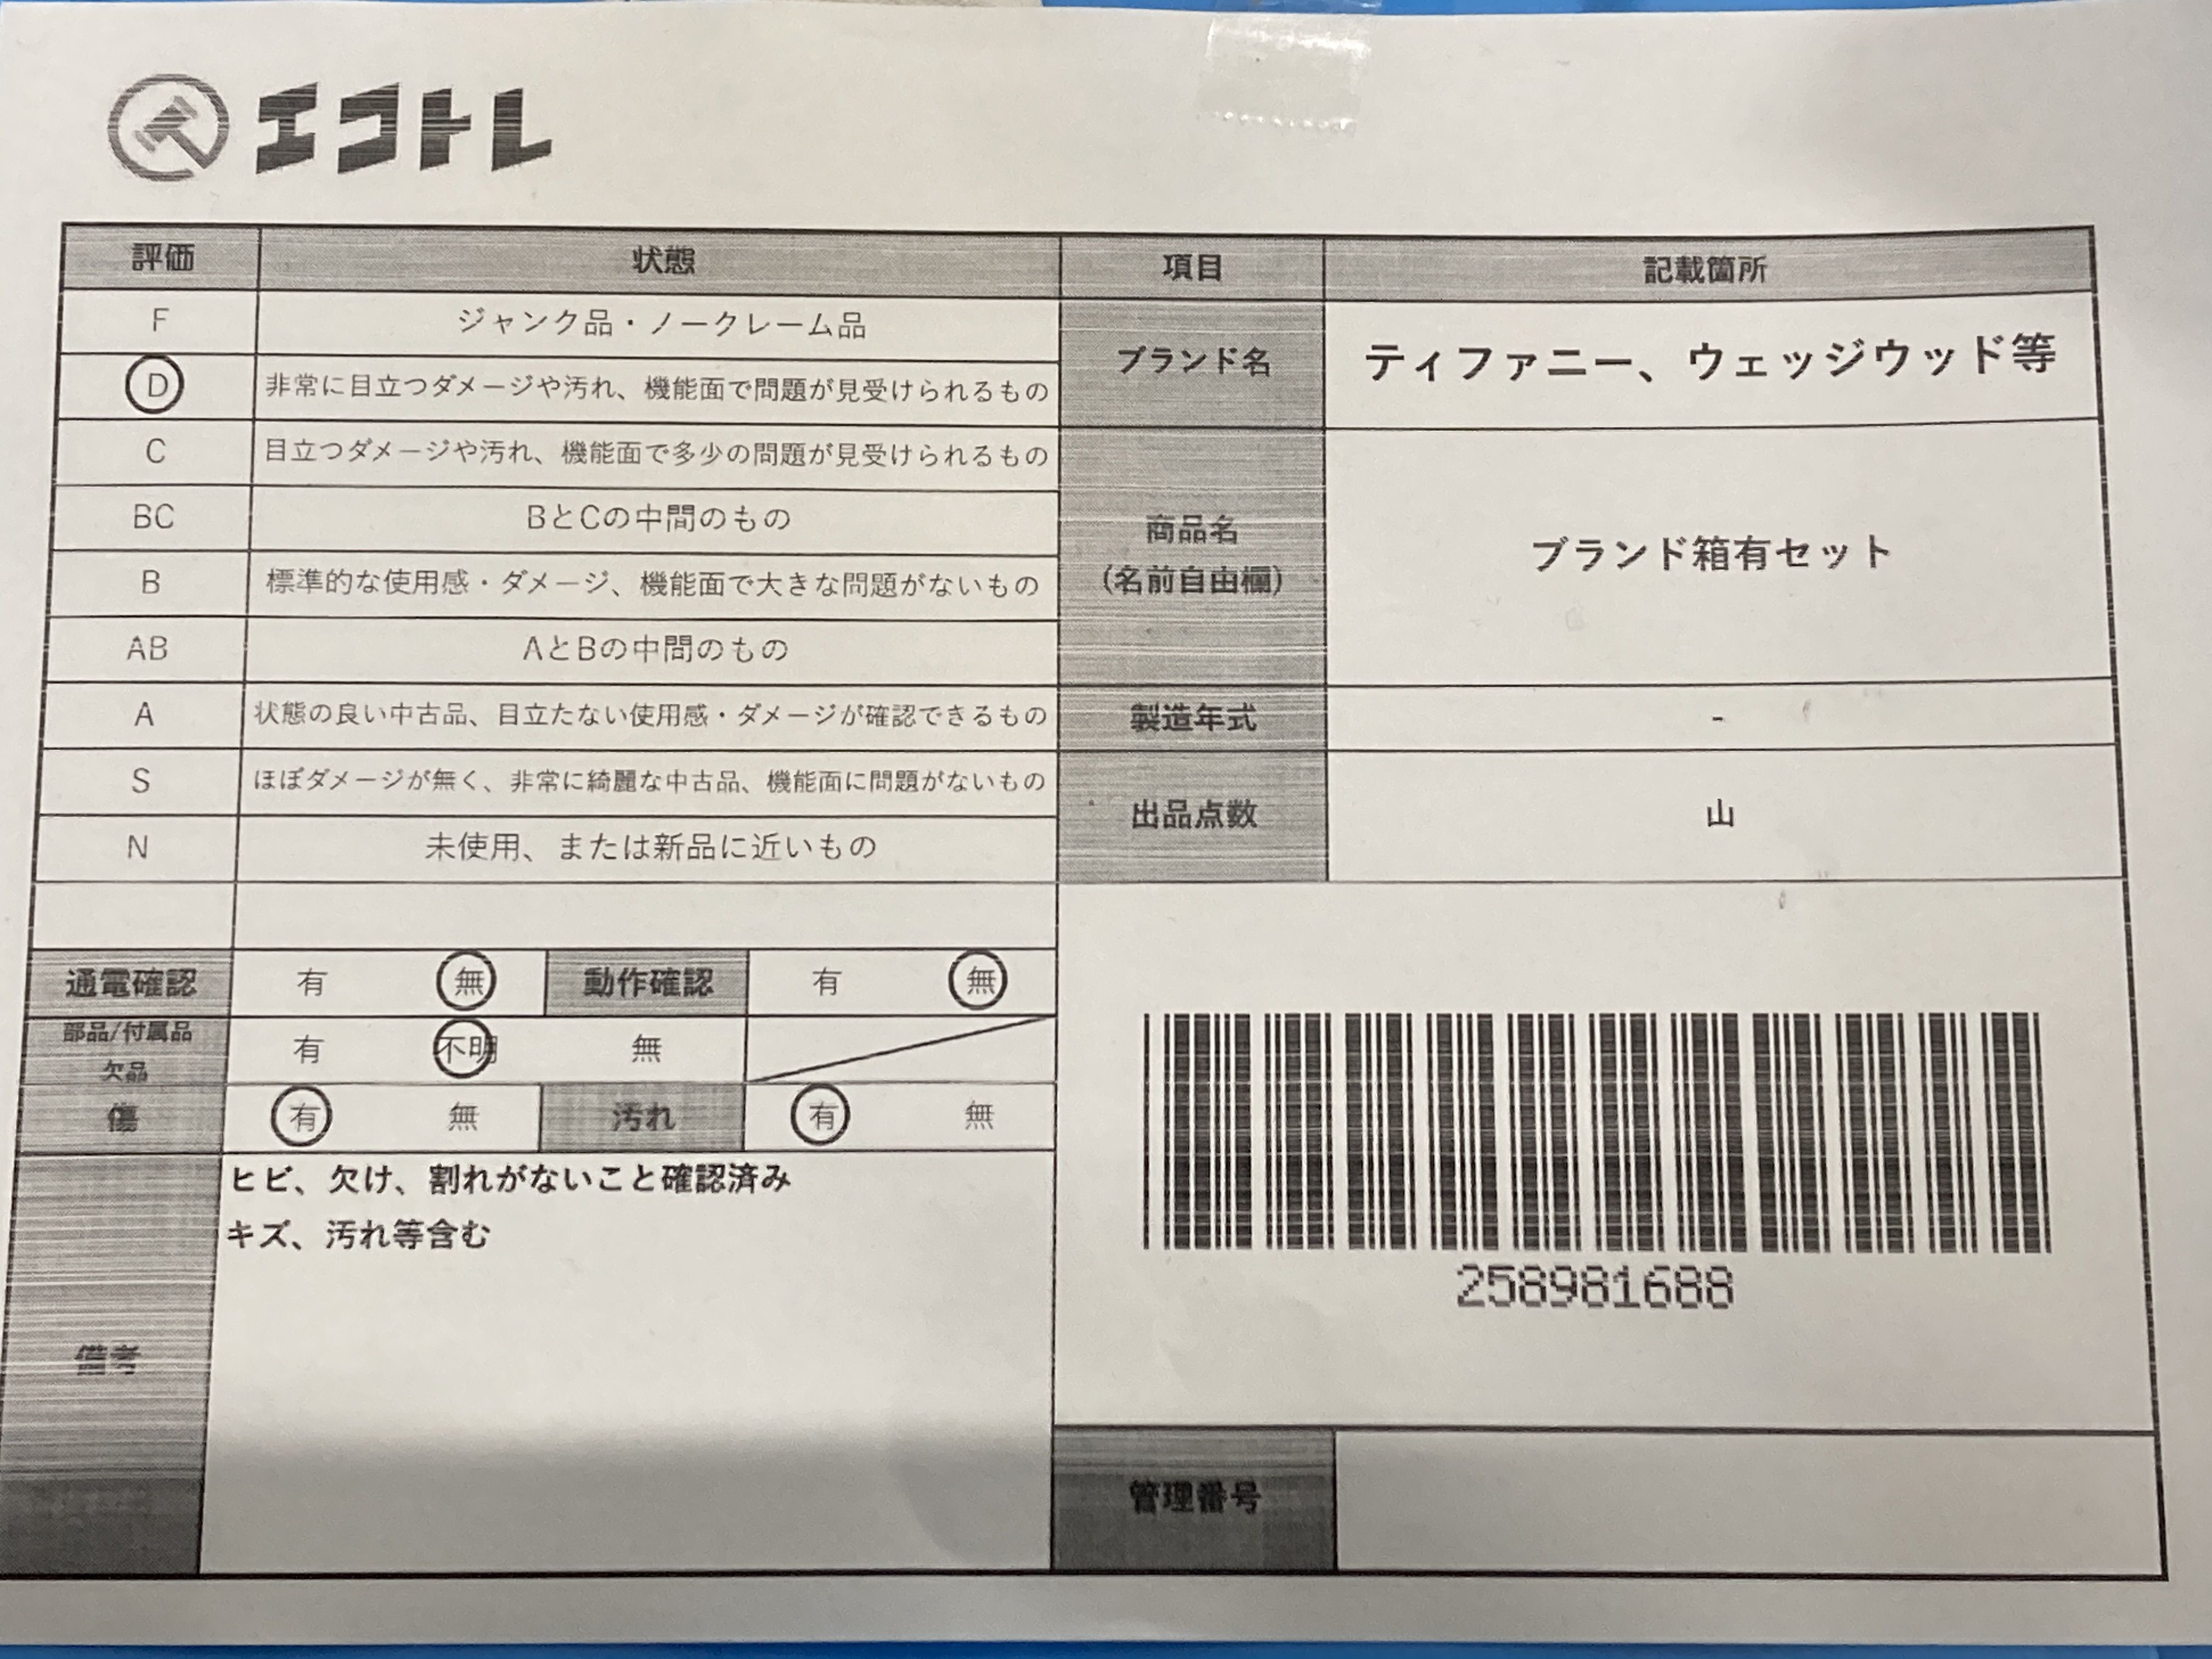 エコトレ
評価 状態 項目 記載箇所
F ジャンク品・ノークレーム品
D 非常に目立つダメージや汚れ、機能面で問題が見受けられるもの
ブランド名 ティファニー、ウェッジウッド等
C 目立つダメージや汚れ、機能面で多少の問題が見受けられるもの
BC BとCの中間のもの
B 標準的な使用感・ダメージ、機能面で大きな問題がないもの
商品名
(名前自由欄)
ブランド箱有セット
AB AとBの中間のもの
A 状態の良い中古品、目立たない使用感・ダメージが確認できるもの
製造年式 -
S ほぼダメージが無く、非常に綺麗な中古品、機能面に問題がないもの
出品点数 山
N 未使用、または新品に近いもの
通電確認 有 無 動作確認 有 無
部品/付属品
欠品
有 不明 無
傷 有 無 汚れ 有 無
備考
ヒビ、欠け、割れがないこと確認済み
キズ、汚れ等含む
258981688
管理番号